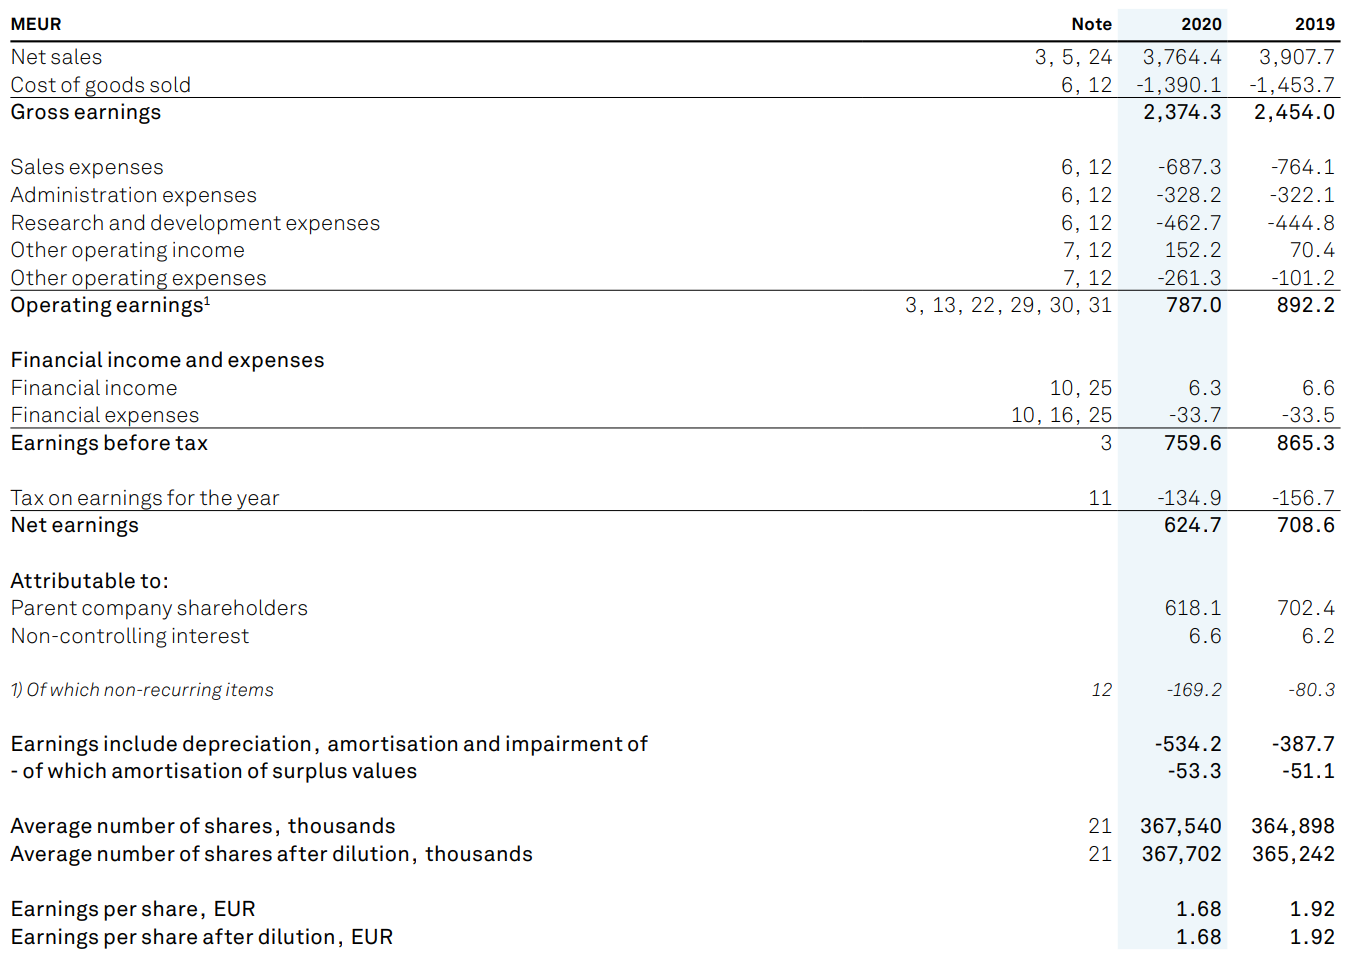 MEUR Note 2020 2019
Net sales 3, 5, 24 3,764.4 3,907.7
Cost of goods sold 6, 12 -1,390.1 -1,453.7
Gross earnings 2,374.3 2,454.0
Sales expenses 6, 12 -687.3 -764.1
Administration expenses 6, 12 -328.2 -322.1
Research and development expenses 6, 12 -462.7 -444.8
Other operating income 7, 12 152.2 70.4
Other operating expenses 7, 12 -261.3 -101.2
Operating earnings¹ 3, 13, 22, 29, 30, 31 787.0 892.2
Financial income and expenses
Financial income 10, 25 6.3 6.6
Financial expenses 10, 16, 25 -33.7 -33.5
Earnings before tax 3 759.6 865.3
Tax on earnings for the year 11 -134.9 -156.7
Net earnings 624.7 708.6
Attributable to:
Parent company shareholders 618.1 702.4
Non-controlling interest 6.6 6.2
1) Of which non-recurring items 12 -169.2 -80.3
Earnings include depreciation, amortisation and impairment of -534.2 -387.7
- of which amortisation of surplus values -53.3 -51.1
Average number of shares, thousands 21 367,540 364,898
Average number of shares after dilution, thousands 21 367,702 365,242
Earnings per share, EUR 1.68 1.92
Earnings per share after dilution, EUR 1.68 1.92